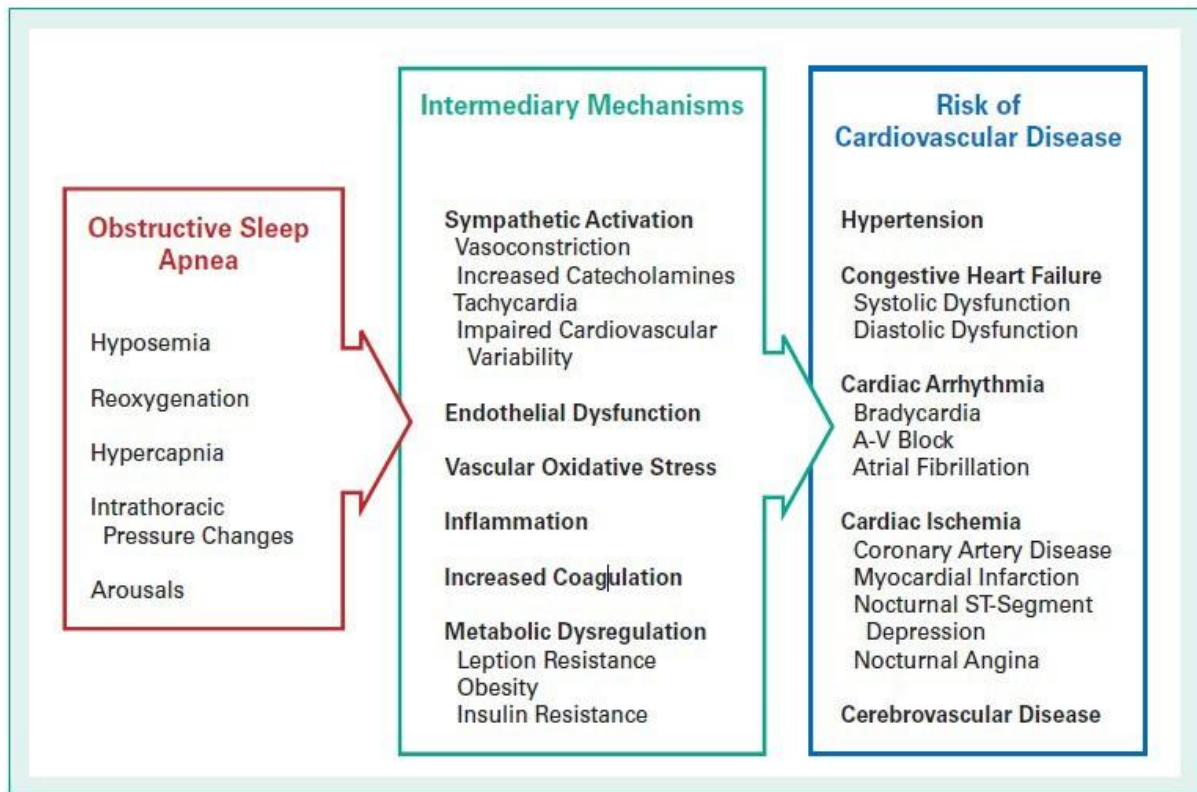 Obstructive Sleep
Apnea
Hyposemia
Reoxygenation
Hypercapnia
Intrathoracic
Pressure Changes
Arousals
Intermediary Mechanisms
Sympathetic Activation
Vasoconstriction
Increased Catecholamines
Tachycardia
Impaired Cardiovascular
Variability
Endothelial Dysfunction
Vascular Oxidative Stress
Inflammation
Increased Coagulation
Metabolic Dysregulation
Leption Resistance
Obesity
Insulin Resistance
Risk of
Cardiovascular Disease
Hypertension
Congestive Heart Failure
Systolic Dysfunction
Diastolic Dysfunction
Cardiac Arrhythmia
Bradycardia
A-V Block
Atrial Fibrillation
Cardiac Ischemia
Coronary Artery Disease
Myocardial Infarction
Nocturnal ST-Segment
Depression
Nocturnal Angina
Cerebrovascular Disease